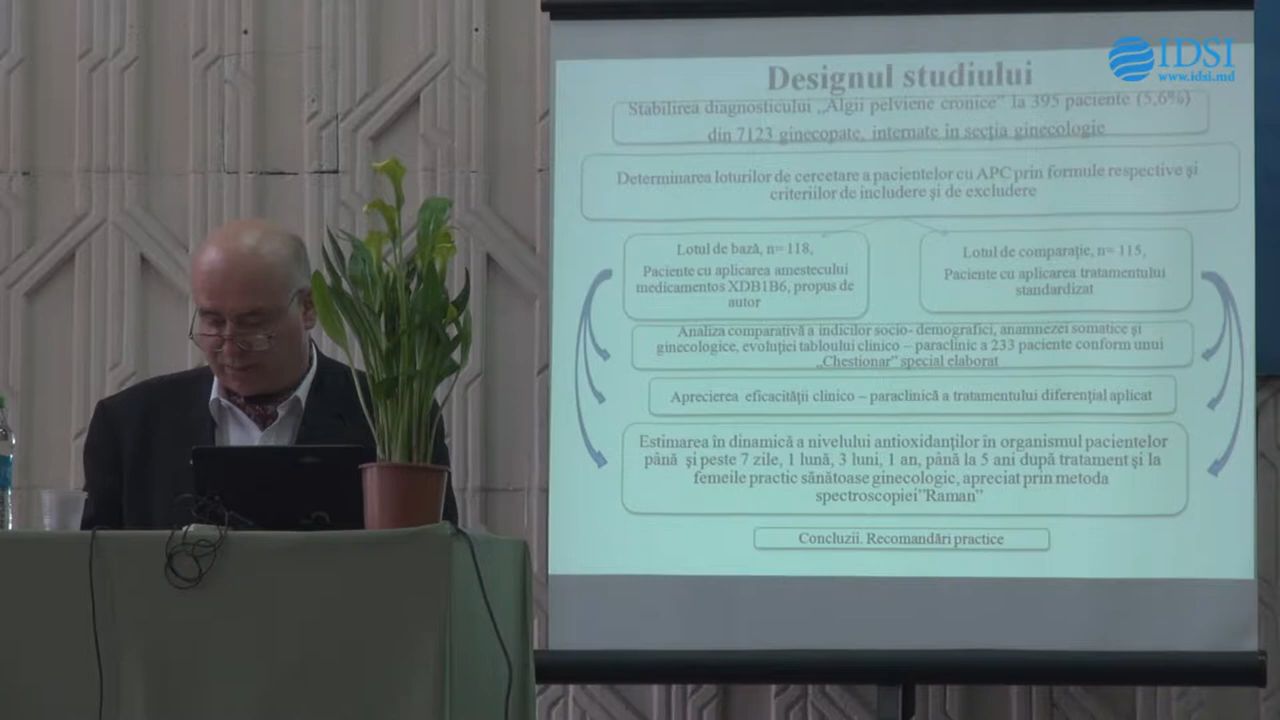 IDSI
www.idsi.md
Designul studiului
Stabilirea diagnosticului „Algii pelviene cronice” la 395 paciente (5,6%)
din 7123 ginecopate, internate în secția ginecologie
Determinarea loturilor de cercetare a pacientelor cu APC prin formule respective și
criteriilor de includere și de excludere
Lotul de bază, n= 118,
Paciente cu aplicarea amestecului
medicamentos XDB1B6, propus de
autor
Lotul de comparație, n= 115,
Paciente cu aplicarea tratamentului
standardizat
Analiza comparativă a indicilor socio- demografici, anamnezei somatice și
ginecologice, evoluției tabloului clinico – paraclinic a 233 paciente conform unui
„Chestionar” special elaborat
Aprecierea eficacității clinico – paraclinică a tratamentului diferențial aplicat
Estimarea în dinamică a nivelului antioxidanților în organismul pacientelor
până și peste 7 zile, 1 lună, 3 luni, 1 an, până la 5 ani după tratament și la
femeile practic sănătoase ginecologic, apreciat prin metoda
spectroscopiei”Raman”
Concluzii. Recomandări practice